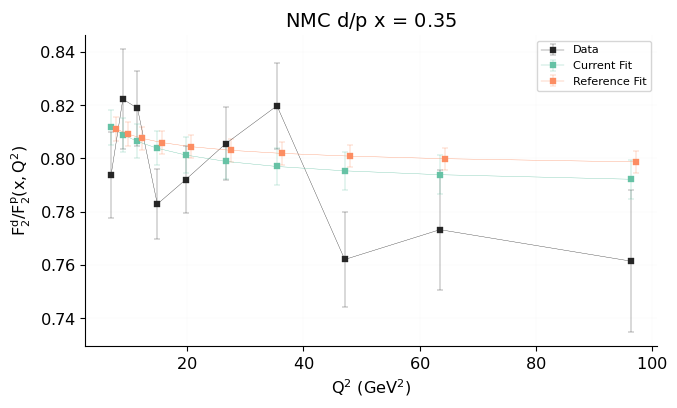 NMC d/p x = 0.35
Data
Current Fit
Reference Fit
F₂ᵈ/F₂ᵖ(x, Q²)
0.84
0.82
0.80
0.78
0.76
0.74
20
40
60
80
100
Q² (GeV²)